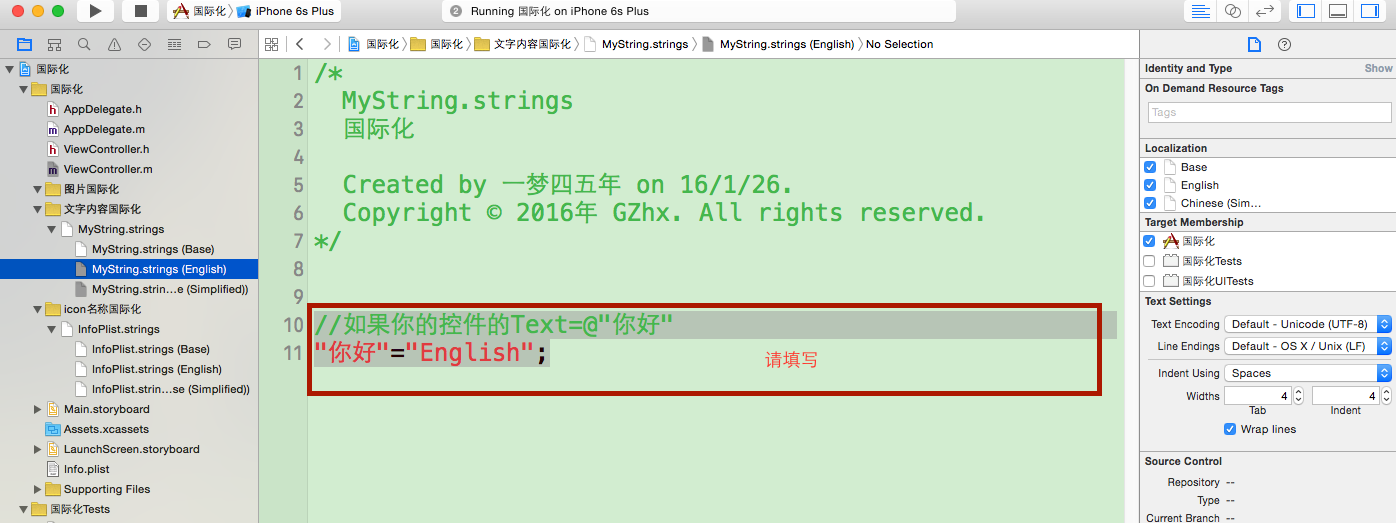 国际化
iPhone 6s Plus
2 Running 国际化 on iPhone 6s Plus
国际化
国际化
文字内容国际化
MyString.strings
MyString.strings (English)
No Selection
国际化
国际化
AppDelegate.h
AppDelegate.m
ViewController.h
ViewController.m
图片国际化
文字内容国际化
MyString.strings
MyString.strings (Base)
MyString.strings (English)
MyString.strin...e (Simplified))
icon名称国际化
InfoPlist.strings
InfoPlist.strings (Base)
InfoPlist.strings (English)
InfoPlist.strin...se (Simplified))
Main.storyboard
Assets.xcassets
LaunchScreen.storyboard
Info.plist
Supporting Files
国际化Tests
1 /*
2 MyString.strings
3 国际化
4
5 Created by 一梦四五年 on 16/1/26.
6 Copyright © 2016年 GZhx. All rights reserved.
7 */
8
9
10 //如果你的控件的Text=@"你好"
11 "你好"="English";
请填写
Identity and Type Show
On Demand Resource Tags
Tags
Localization
Base
English
Chinese (Sim...
Target Membership
国际化
国际化Tests
国际化UITests
Text Settings
Text Encoding Default - Unicode (UTF-8)
Line Endings Default - OS X / Unix (LF)
Indent Using Spaces
Widths 4 4
Tab Indent
Wrap lines
Source Control
Repository --
Type --
Current Branch --